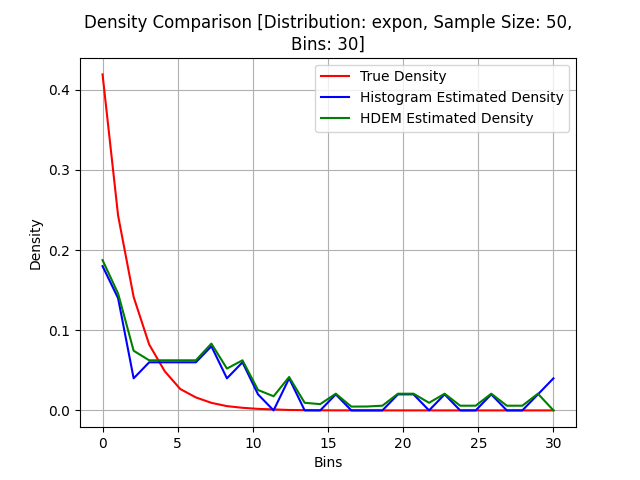 Density Comparison [Distribution: expon, Sample Size: 50,
Bins: 30]
True Density
Histogram Estimated Density
HDEM Estimated Density
Density
0.4
0.3
0.2
0.1
0.0
0 5 10 15 20 25 30
Bins